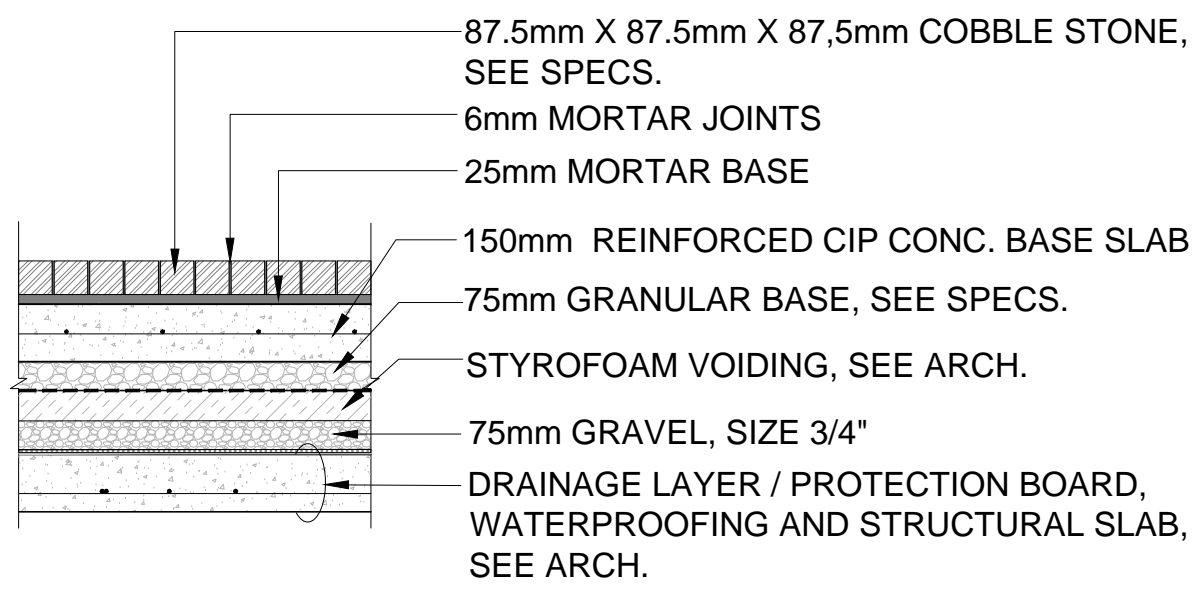 87.5mm X 87.5mm X 87,5mm COBBLE STONE,
SEE SPECS.
6mm MORTAR JOINTS
25mm MORTAR BASE
150mm REINFORCED CIP CONC. BASE SLAB
75mm GRANULAR BASE, SEE SPECS.
STYROFOAM VOIDING, SEE ARCH.
75mm GRAVEL, SIZE 3/4"
DRAINAGE LAYER / PROTECTION BOARD,
WATERPROOFING AND STRUCTURAL SLAB,
SEE ARCH.